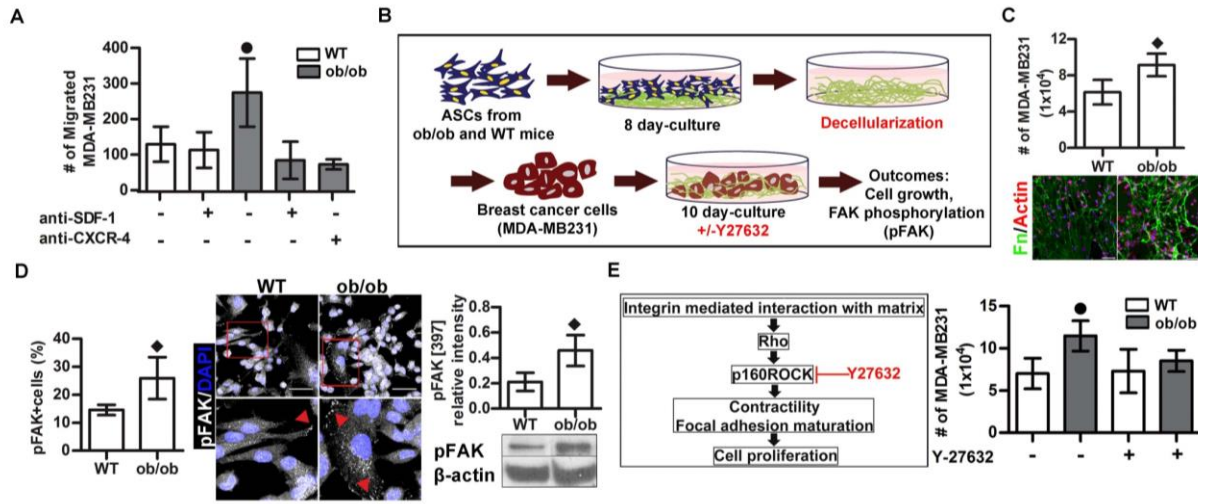 A
# of Migrated
MDA-MB231
400
300
200
100
0
WT
ob/ob
anti-SDF-1 - + - + -
anti-CXCR-4 - - - - +
B
ASCs from
ob/ob and WT mice
8 day-culture
Decellularization
Breast cancer cells
(MDA-MB231)
10 day-culture
+/-Y27632
Outcomes:
Cell growth,
FAK phosphorylation
(pFAK)
C
# of MDA-MB231
(1x10⁴)
12
9
6
3
0
WT ob/ob
Fn/Actin
D
pFAK+cells (%)
40
30
20
10
0
WT ob/ob
WT ob/ob
pFAK/DAPI
pFAK [397]
relative intensity
0.8
0.6
0.4
0.2
0.0
WT ob/ob
pFAK
β-actin
E
Integrin mediated interaction with matrix
Rho
p160ROCK
Y27632
Contractility
Focal adhesion maturation
Cell proliferation
# of MDA-MB231
(1x10⁴)
15
10
5
0
WT
ob/ob
Y-27632 - - + +